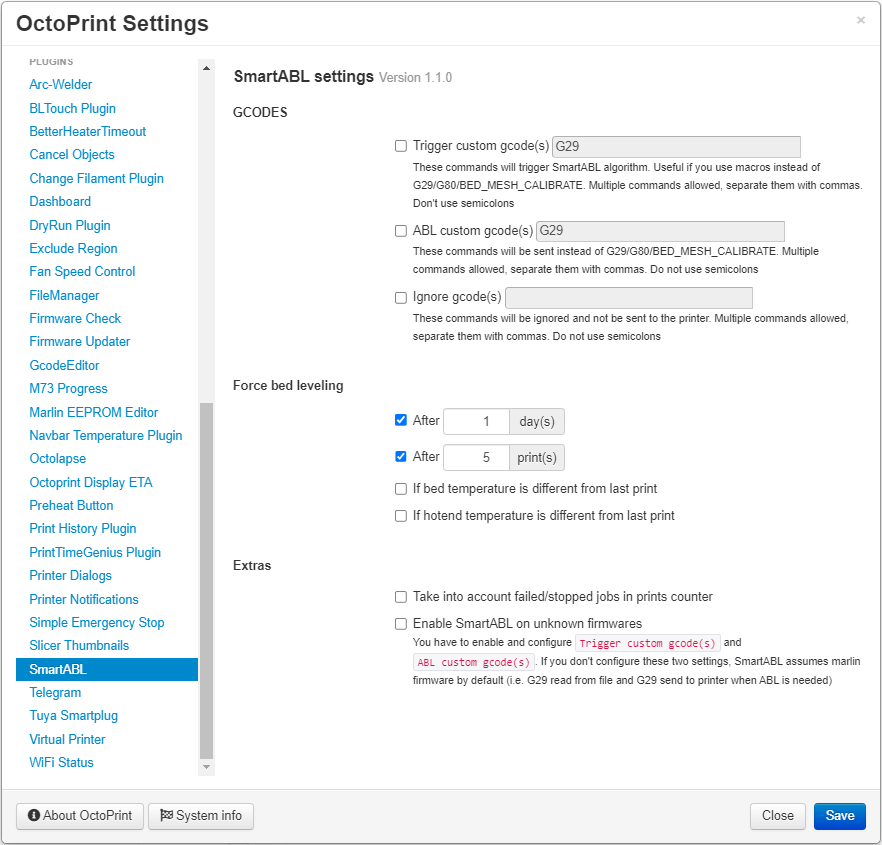 OctoPrint Settings
×
PLUGINS
Arc-Welder
BLTouch Plugin
BetterHeaterTimeout
Cancel Objects
Change Filament Plugin
Dashboard
DryRun Plugin
Exclude Region
Fan Speed Control
FileManager
Firmware Check
Firmware Updater
GcodeEditor
M73 Progress
Marlin EEPROM Editor
Navbar Temperature Plugin
Octolapse
Octoprint Display ETA
Preheat Button
Print History Plugin
PrintTimeGenius Plugin
Printer Dialogs
Printer Notifications
Simple Emergency Stop
Slicer Thumbnails
SmartABL
Telegram
Tuya Smartplug
Virtual Printer
WiFi Status
SmartABL settings Version 1.1.0
GCODES
Trigger custom gcode(s) G29
These commands will trigger SmartABL algorithm. Useful if you use macros instead of
G29/G80/BED_MESH_CALIBRATE. Multiple commands allowed, separate them with commas.
Don't use semicolons
ABL custom gcode(s) G29
These commands will be sent instead of G29/G80/BED_MESH_CALIBRATE. Multiple
commands allowed, separate them with commas. Do not use semicolons
Ignore gcode(s)
These commands will be ignored and not be sent to the printer. Multiple commands allowed,
separate them with commas. Do not use semicolons
Force bed leveling
After 1 day(s)
After 5 print(s)
If bed temperature is different from last print
If hotend temperature is different from last print
Extras
Take into account failed/stopped jobs in prints counter
Enable SmartABL on unknown firmwares
You have to enable and configure Trigger custom gcode(s) and
ABL custom gcode(s). If you don't configure these two settings, SmartABL assumes marlin
firmware by default (i.e. G29 read from file and G29 send to printer when ABL is needed)
About OctoPrint
System info
Close
Save